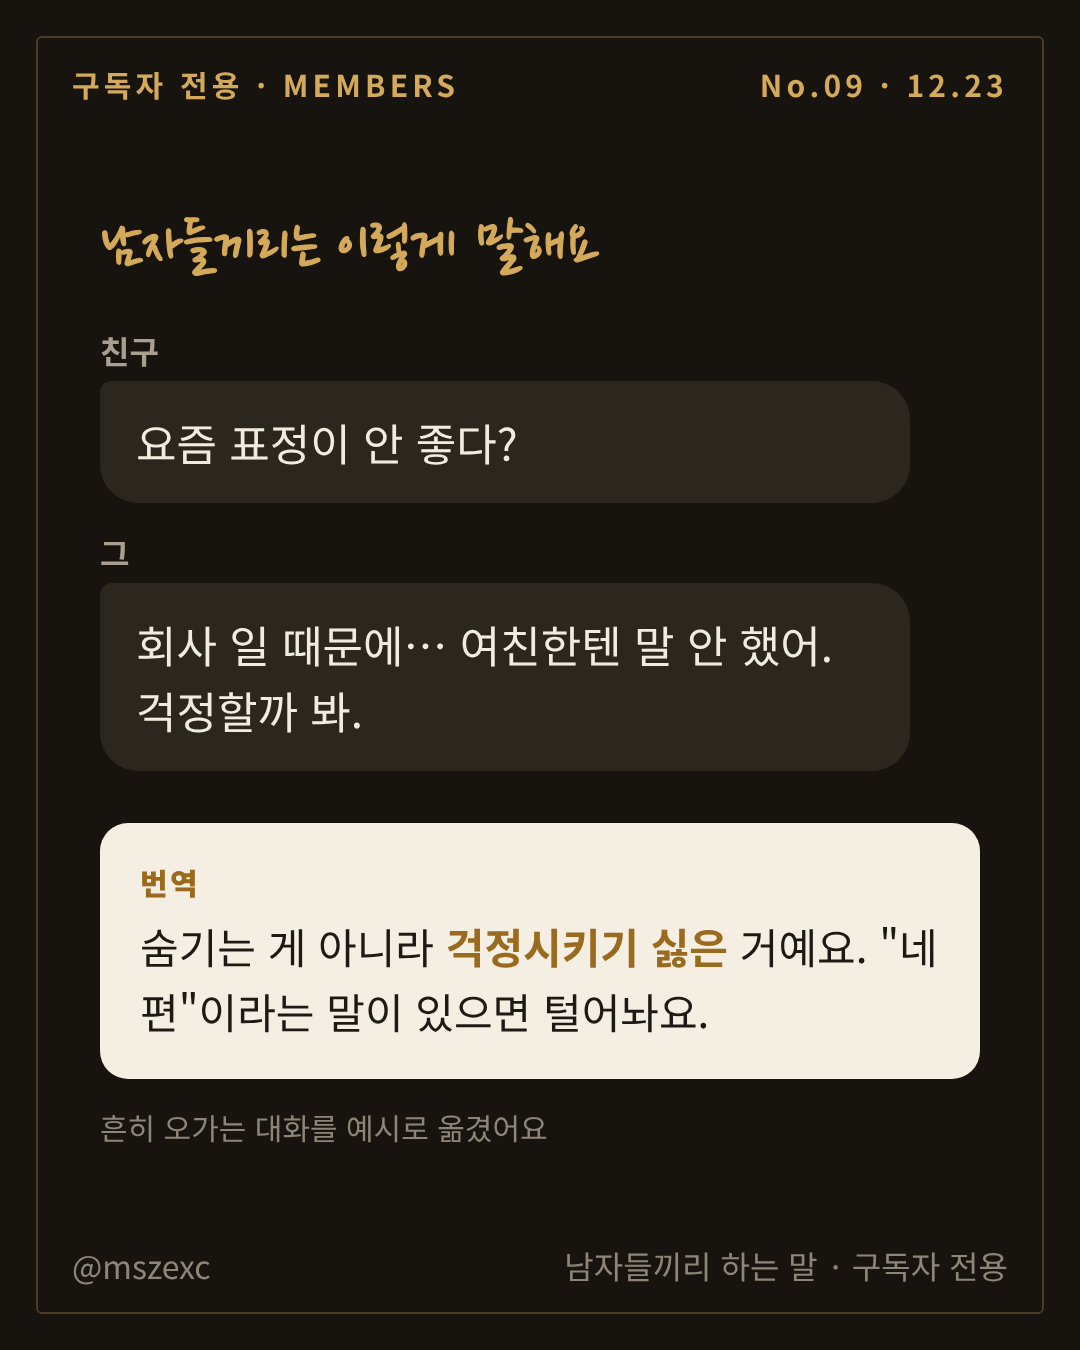 구독자 전용 · MEMBERS
No.09 · 12.23
남자들끼리는 이렇게 말해요
친구
요즘 표정이 안 좋다?
그
회사 일 때문에… 여친한텐 말 안 했어.
걱정할까 봐.
번역
숨기는 게 아니라 걱정시키기 싫은 거예요. "네
편"이라는 말이 있으면 털어놔요.
흔히 오가는 대화를 예시로 옮겼어요
@mszexc
남자들끼리 하는 말 · 구독자 전용